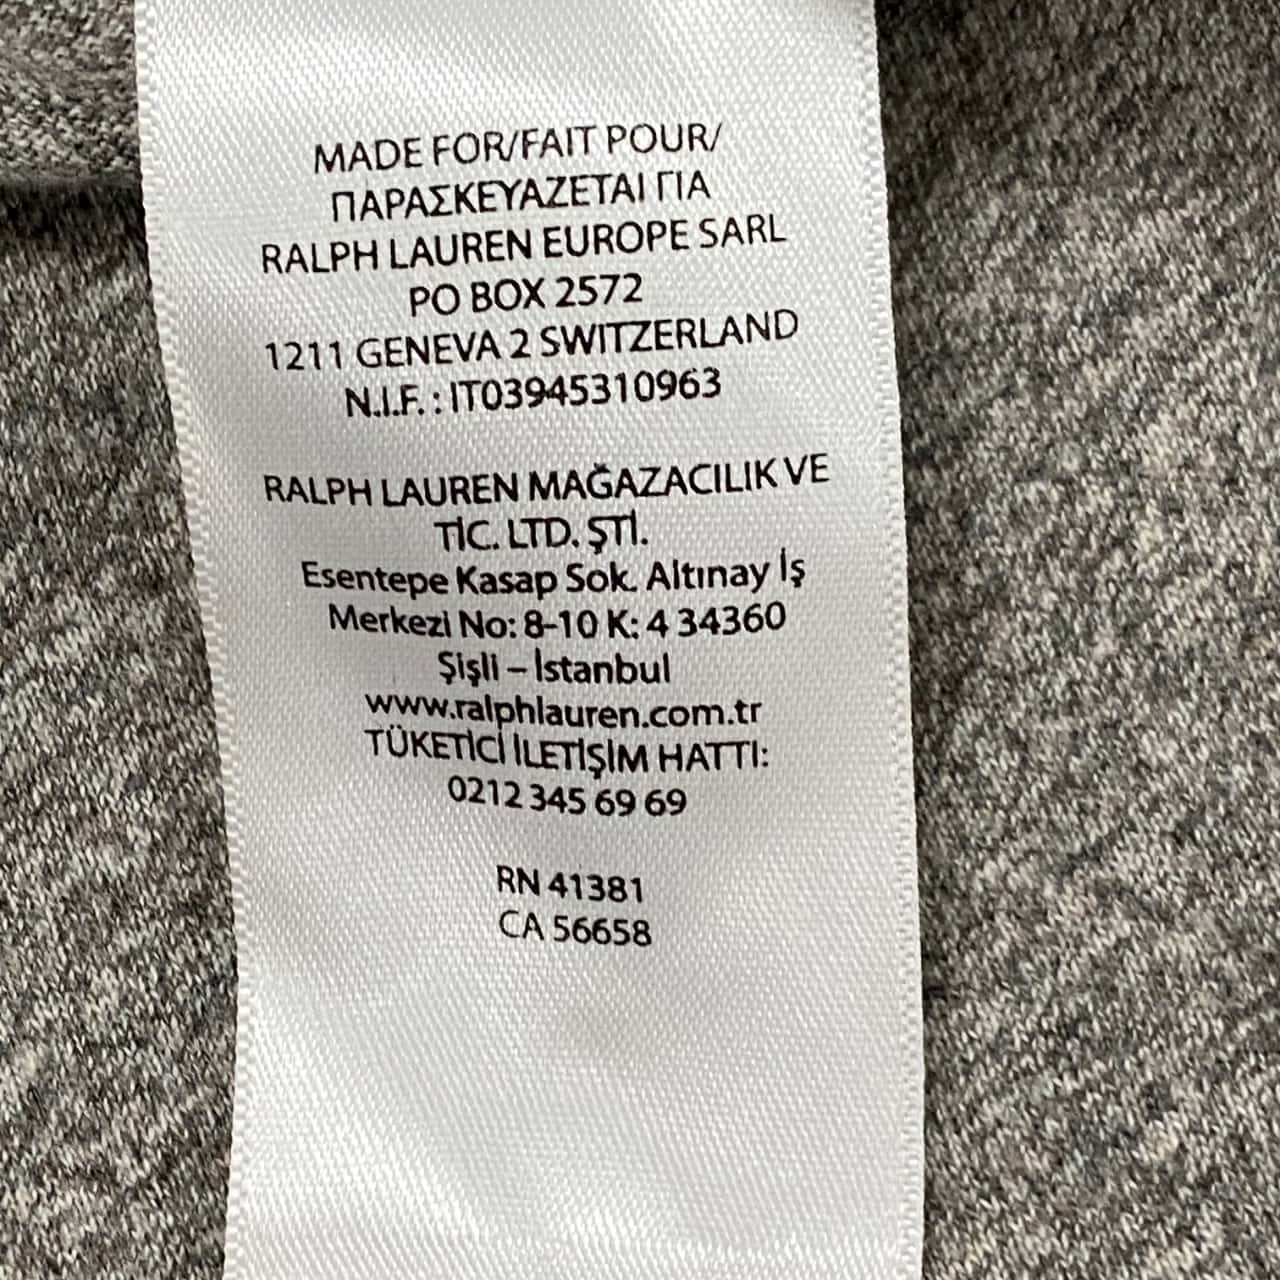 MADE FOR/FAIT POUR/
ΠΑΡΑΣΚΕΥΑΖΕΤΑΙ ΓΙΑ
RALPH LAUREN EUROPE SARL
PO BOX 2572
1211 GENEVA 2 SWITZERLAND
N.I.F. : IT03945310963
RALPH LAUREN MAĞAZACILIK VE
TİC. LTD. ŞTİ.
Esentepe Kasap Sok. Altınay İş
Merkezi No: 8-10 K: 4 34360
Şişli – İstanbul
www.ralphlauren.com.tr
TÜKETİCİ İLETİŞİM HATTI:
0212 345 69 69
RN 41381
CA 56658